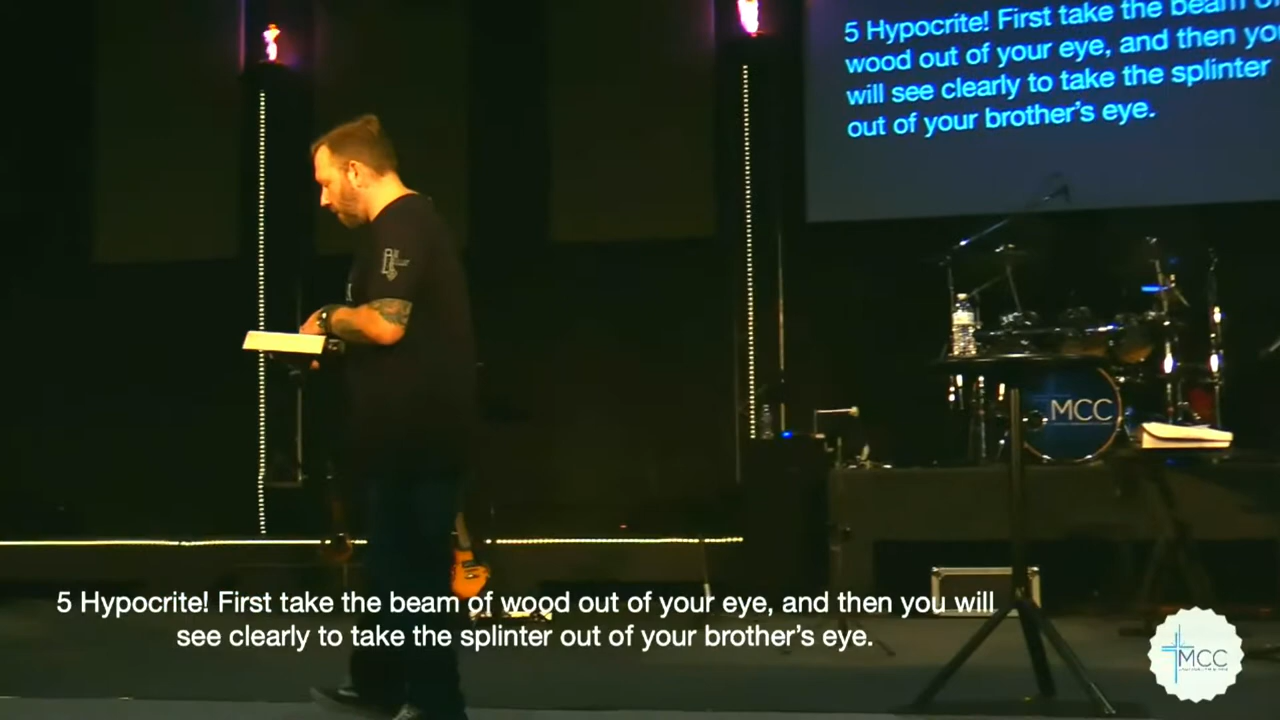 5 Hypocrite! First take the beam of
wood out of your eye, and then you
will see clearly to take the splinter
out of your brother's eye.
MCC
5 Hypocrite! First take the beam of wood out of your eye, and then you will
see clearly to take the splinter out of your brother's eye.
MCC